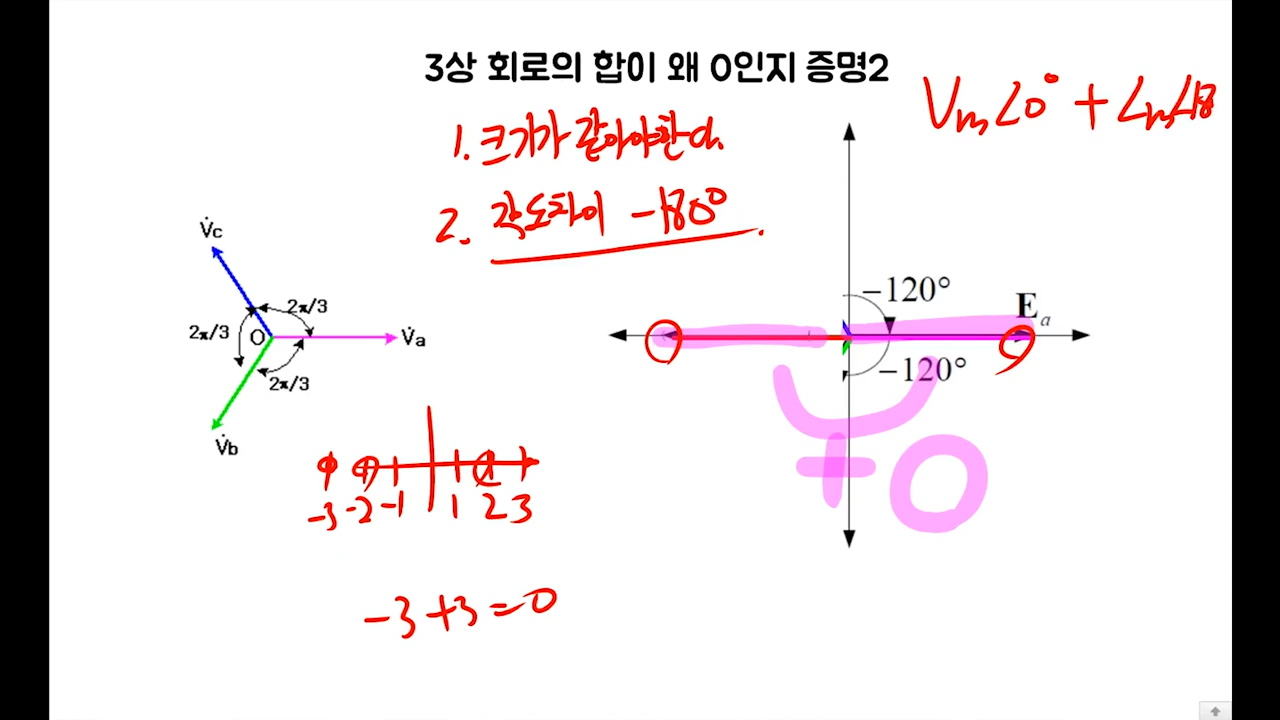 3상 회로의 합이 왜 0인지 증명2
1. 크기가 같아야한다.
2. 각도차이 -180°
Vm∠0° + ∠m∠18
V̇c
2π/3
2π/3
O
V̇a
2π/3
V̇b
-120°
Ea
-120°
+0
-3 -2 -1 1 2 3
-3+3=0